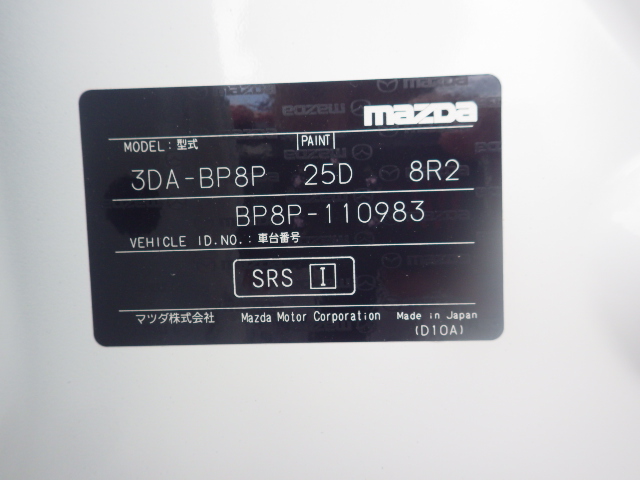 mazda
MODEL: 型式 PAINT
3DA-BP8P 25D 8R2
BP8P-110983
VEHICLE ID.NO.: 車台番号
SRS I
マツダ株式会社 Mazda Motor Corporation Made in Japan
(D10A)